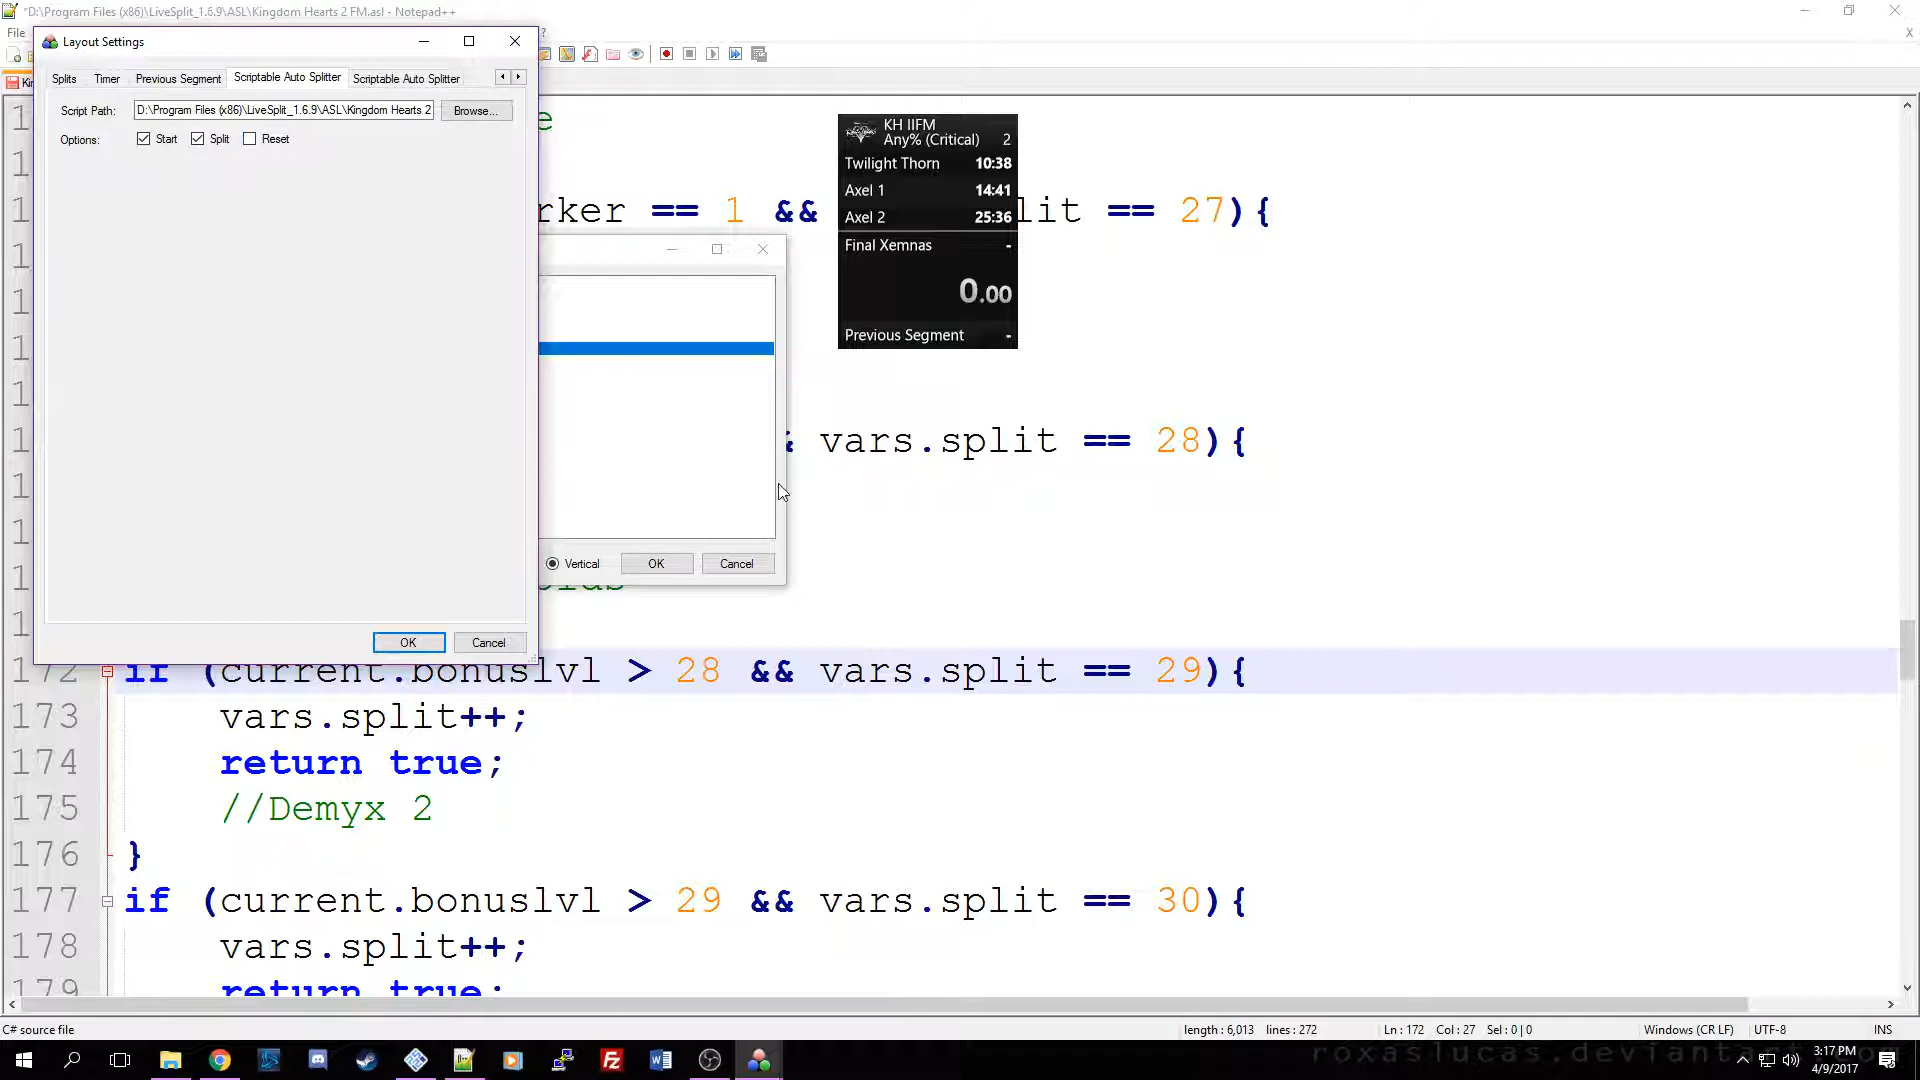 *D:\Program Files (x86)\LiveSplit_1.6.9\ASL\Kingdom Hearts 2 FM.asl - Notepad++
File
Layout Settings
Splits Timer Previous Segment Scriptable Auto Splitter Scriptable Auto Splitter
Script Path: D:\Program Files (x86)\LiveSplit_1.6.9\ASL\Kingdom Hearts 2 Browse...
Options: Start Split Reset
OK Cancel
Vertical OK Cancel
KH IIFM
Any% (Critical) 2
Twilight Thorn 10:38
Axel 1 14:41
Axel 2 25:36
Final Xemnas -
0.00
Previous Segment -
rker == 1 && lit == 27){
vars.split == 28){
172 if (current.bonuslvl > 28 && vars.split == 29){
173 vars.split++;
174 return true;
175 //Demyx 2
176 }
177 if (current.bonuslvl > 29 && vars.split == 30){
178 vars.split++;
179 return true;
C# source file length : 6,013 lines : 272 Ln : 172 Col : 27 Sel : 0 | 0 Windows (CR LF) UTF-8 INS
roxaslucas.deviantart.com
3:17 PM
4/9/2017